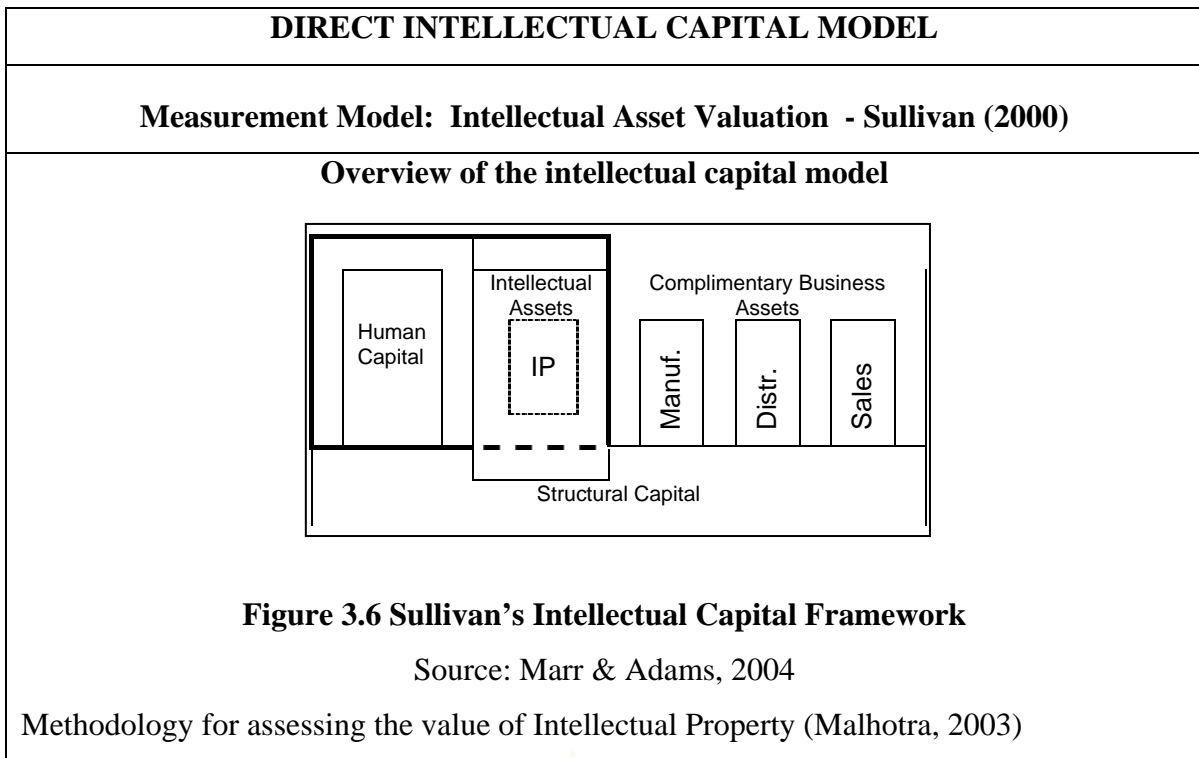 DIRECT INTELLECTUAL CAPITAL MODEL
Measurement Model:  Intellectual Asset Valuation  - Sullivan (2000)
Overview of the intellectual capital model
Human
Capital
Intellectual
Assets
IP
Complimentary Business
Assets
Manuf.
Distr.
Sales
Structural Capital
Figure 3.6 Sullivan’s Intellectual Capital Framework
Source: Marr & Adams, 2004
Methodology for assessing the value of Intellectual Property (Malhotra, 2003)